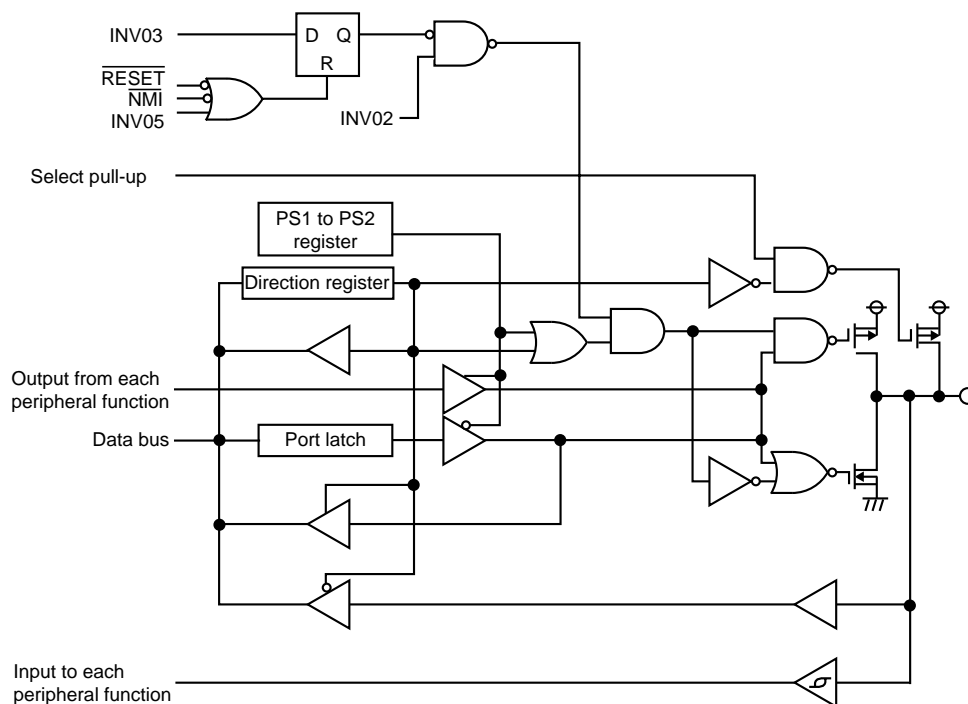 INV03
D Q
R
RESET
NMI
INV05
INV02
Select pull-up
PS1 to PS2
register
Direction register
Output from each
peripheral function
Data bus
Port latch
Input to each
peripheral function